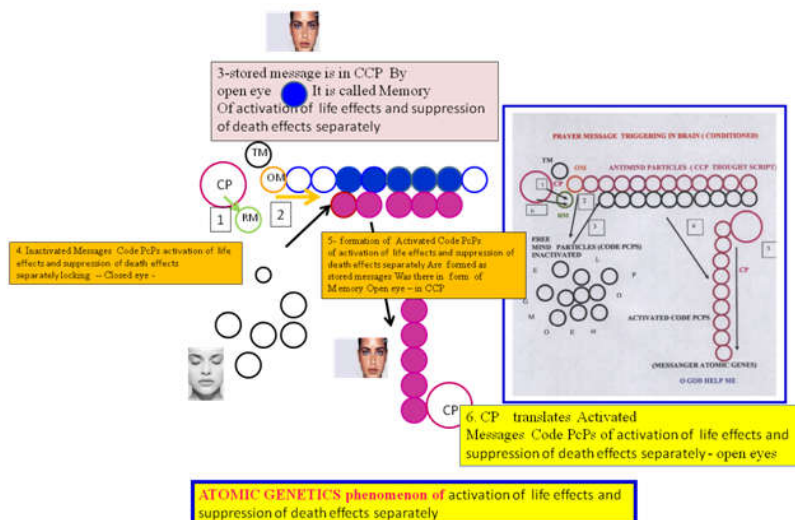 3-stored message is in CCP By
open eye It is called Memory
Of activation of life effects and suppression
of death effects separately
TM
OM
CP
RM
1
2
4. Inactivated Messages Code PcPs activation of life
effects and suppression of death effects
separately locking -- Closed eye -
5- formation of Activated Code PcPs
of activation of life effects and suppression of
death effects separately Are formed as
stored messages Was there in form of
Memory Open eye – in CCP
CP
PRAYER MESSAGE TRIGGERING IN BRAIN ( CONDITIONED)
TM
OM
ANTIMIND PARTICLES ( CCP THOUGHT SCRIPT)
CP
RM
2
3
4
5
FREE
MIND PARTICLES (CODE PCPS)
INACTIVATED
E
L
P
G
O
M
O
E
H
CP
ACTIVATED CODE PCPS
(MESSANGER ATOMIC GENES)
O GOD HELP ME
6. CP translates Activated
Messages Code PcPs of activation of life effects and
suppression of death effects separately - open eyes
ATOMIC GENETICS phenomenon of activation of life effects and
suppression of death effects separately